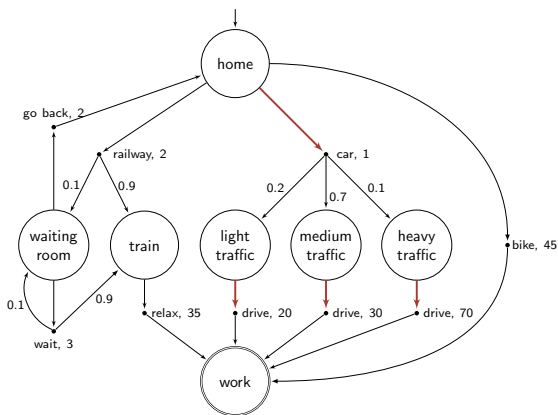 home
go back, 2
railway, 2
car, 1
0.1
0.9
0.2
0.7
0.1
waiting
room
train
light
traffic
medium
traffic
heavy
traffic
bike, 45
0.1
0.9
wait, 3
relax, 35
drive, 20
drive, 30
drive, 70
work